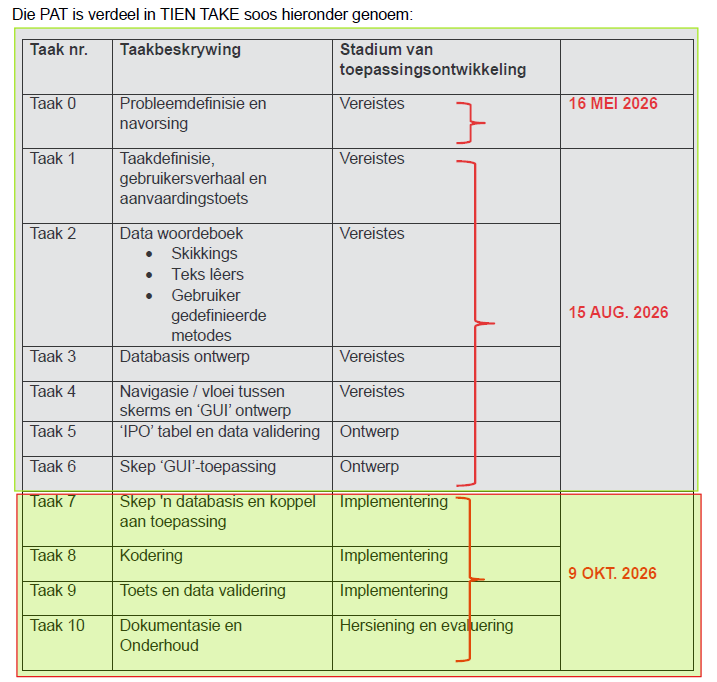 Die PAT is verdeel in TIEN TAKE soos hieronder genoem:
Taak nr. Taakbeskrywing Stadium van
toepassingsontwikkeling
Taak 0 Probleemdefinisie en Vereistes 16 MEI 2026
navorsing
Taak 1 Taakdefinisie, Vereistes
gebruikersverhaal en
aanvaardingstoets
Taak 2 Data woordeboek Vereistes
• Skikkings
• Teks lêers
• Gebruiker
gedefinieerde
metodes
15 AUG. 2026
Taak 3 Databasis ontwerp Vereistes
Taak 4 Navigasie / vloei tussen Vereistes
skerms en ‘GUI’ ontwerp
Taak 5 ‘IPO’ tabel en data validering Ontwerp
Taak 6 Skep ‘GUI’-toepassing Ontwerp
Taak 7 Skep 'n databasis en koppel Implementering
aan toepassing
Taak 8 Kodering Implementering
9 OKT. 2026
Taak 9 Toets en data validering Implementering
Taak 10 Dokumentasie en Hersiening en evaluering
Onderhoud